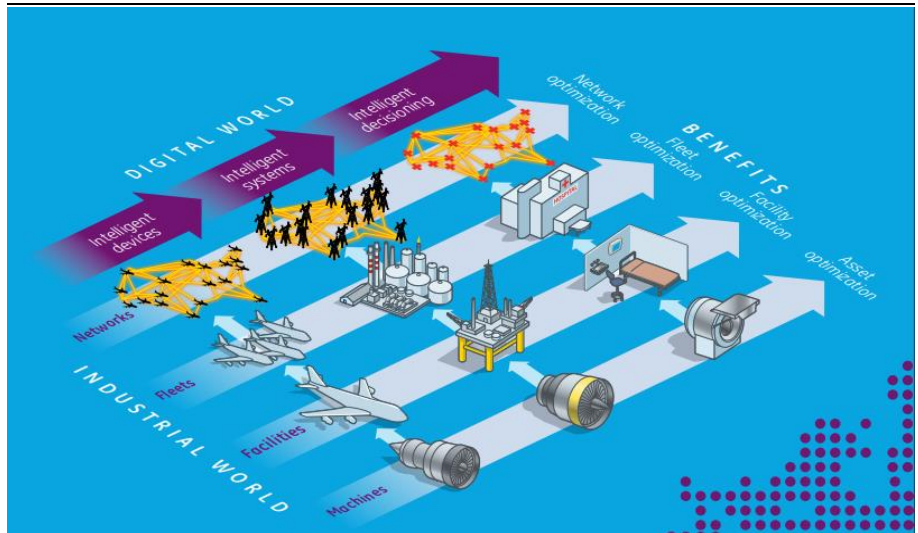 DIGITAL WORLD
Intelligent
devices
Intelligent
systems
Intelligent
decisioning
BENEFITS
Network
optimization
Fleet
optimization
Facility
optimization
Asset
optimization
INDUSTRIAL WORLD
Networks
Fleets
Facilities
Machines
HOSPITAL